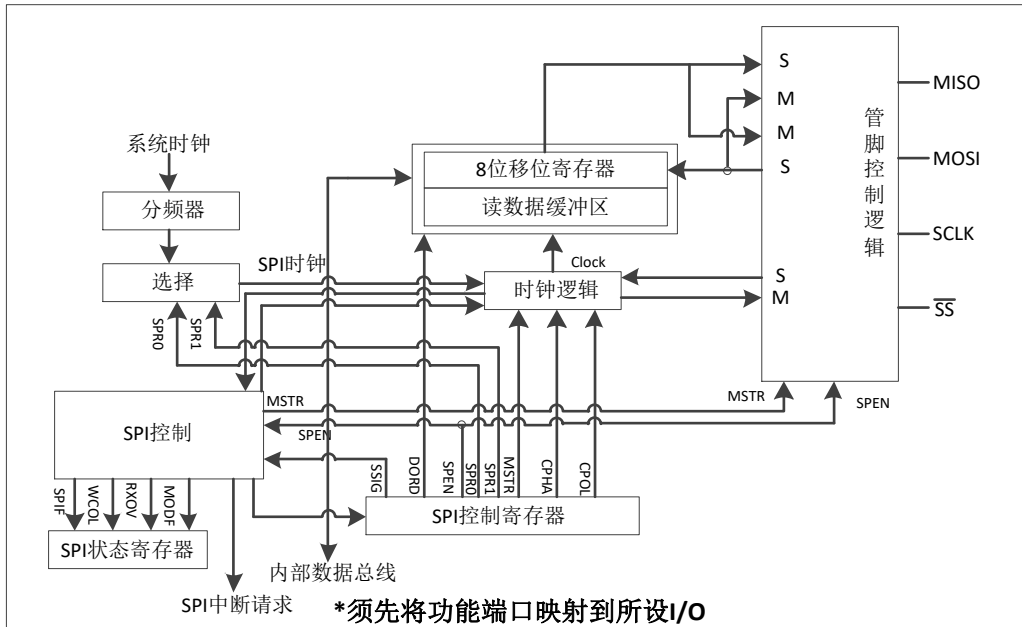 S
M
M
S
S
M
管脚控制逻辑
MISO
MOSI
SCLK
SS
系统时钟
分频器
选择
SPI时钟
8位移位寄存器
读数据缓冲区
Clock
时钟逻辑
SPR0
SPR1
MSTR
SPEN
SPI控制
MSTR
SPEN
SSIG
DORD
SPEN
SPR0
SPR1
MSTR
CPHA
CPOL
SPI控制寄存器
SPIF
WCOL
RXOV
MODF
SPI状态寄存器
内部数据总线
SPI中断请求
*须先将功能端口映射到所设I/O